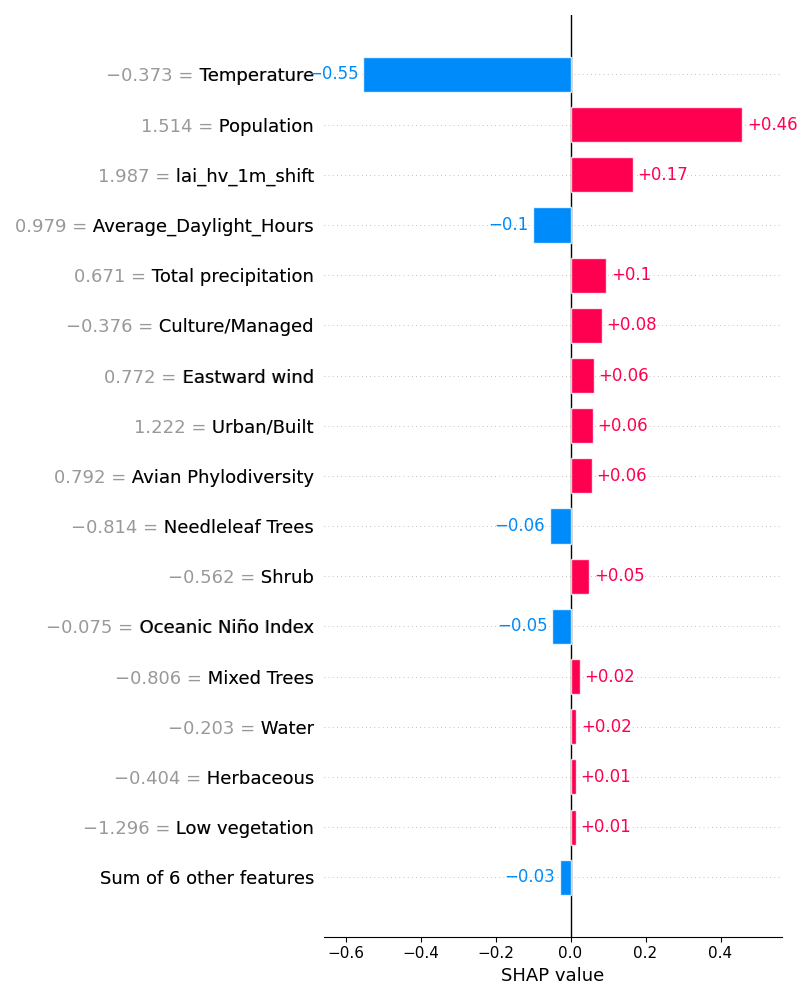 −0.373 = Temperature −0.55
1.514 = Population +0.46
1.987 = lai_hv_1m_shift +0.17
0.979 = Average_Daylight_Hours −0.1
0.671 = Total precipitation +0.1
−0.376 = Culture/Managed +0.08
0.772 = Eastward wind +0.06
1.222 = Urban/Built +0.06
0.792 = Avian Phylodiversity +0.06
−0.814 = Needleleaf Trees −0.06
−0.562 = Shrub +0.05
−0.075 = Oceanic Niño Index −0.05
−0.806 = Mixed Trees +0.02
−0.203 = Water +0.02
−0.404 = Herbaceous +0.01
−1.296 = Low vegetation +0.01
Sum of 6 other features −0.03
−0.6 −0.4 −0.2 0.0 0.2 0.4
SHAP value